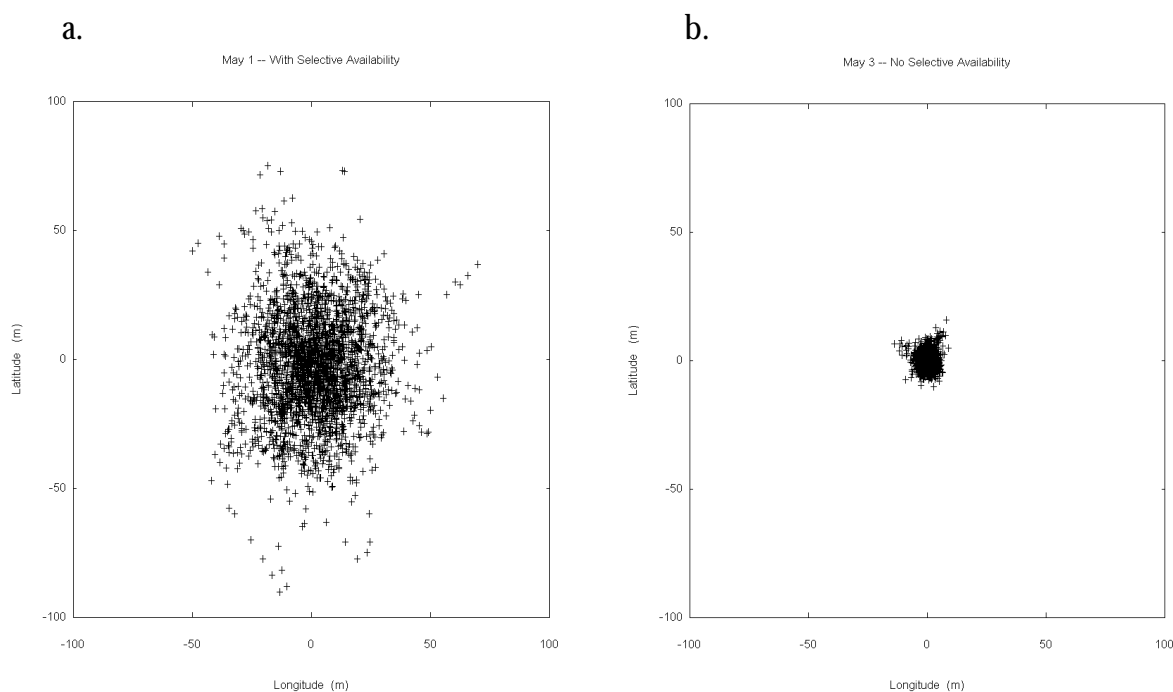 a.
May 1 -- With Selective Availability
100
50
0
-50
-100
Latitude (m)
-100 -50 0 50 100
Longitude (m)
b.
May 3 -- No Selective Availability
100
50
0
-50
-100
Latitude (m)
-100 -50 0 50 100
Longitude (m)